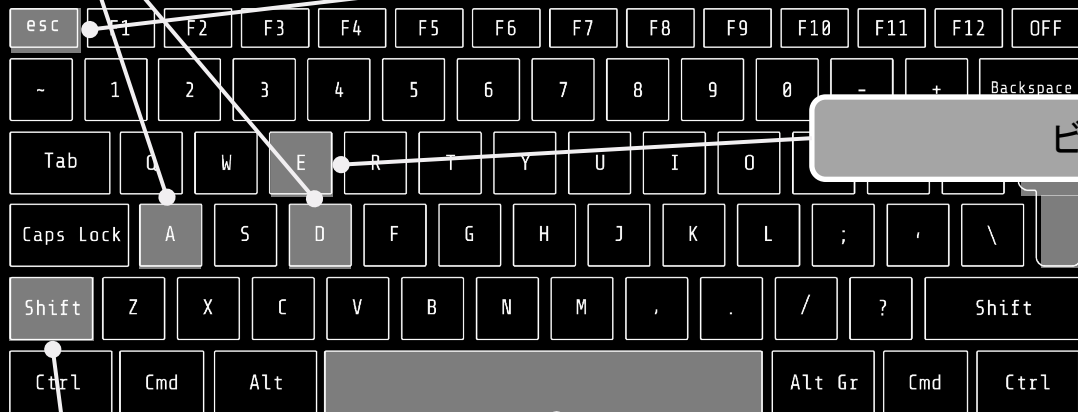 esc F1 F2 F3 F4 F5 F6 F7 F8 F9 F10 F11 F12 OFF
~ 1 2 3 4 5 6 7 8 9 0 - + Backspace
Tab Q W E R T Y U I O
ビ
Caps Lock A S D F G H J K L ; ‘ \
Shift Z X C V B N M , . / ? Shift
Ctrl Cmd Alt Alt Gr Cmd Ctrl